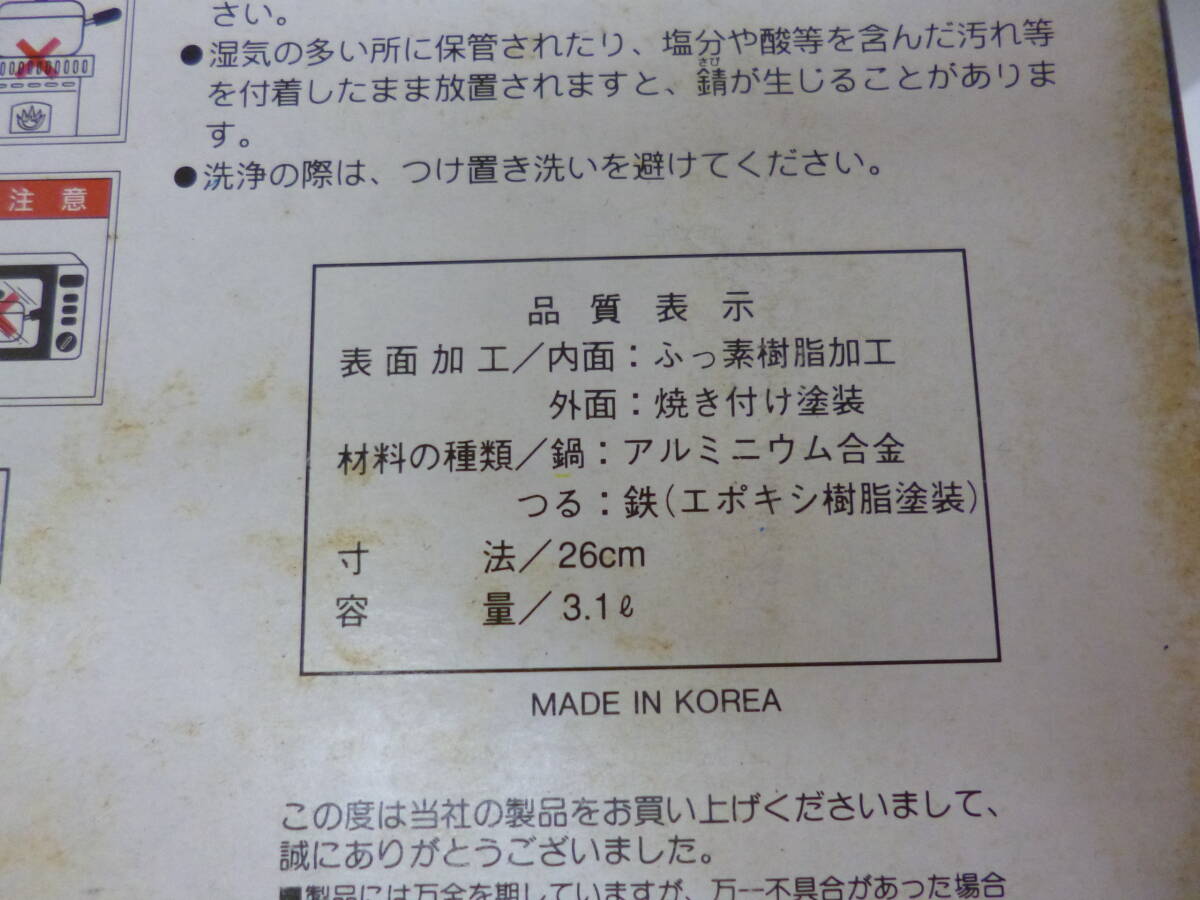 さい。
●湿気の多い所に保管されたり、塩分や酸等を含んだ汚れ等
さび
を付着したまま放置されますと、錆が生じることがありま
す。
●洗浄の際は、つけ置き洗いを避けてください。
注意
品質表示
表面加工／内面：ふっ素樹脂加工
外面：焼き付け塗装
材料の種類／鍋：アルミニウム合金
つる：鉄（エポキシ樹脂塗装）
寸法／26cm
容量／3.1ℓ
MADE IN KOREA
この度は当社の製品をお買い上げくださいまして、
誠にありがとうございました。
■製品には万全を期していますが、万一不具合があった場合